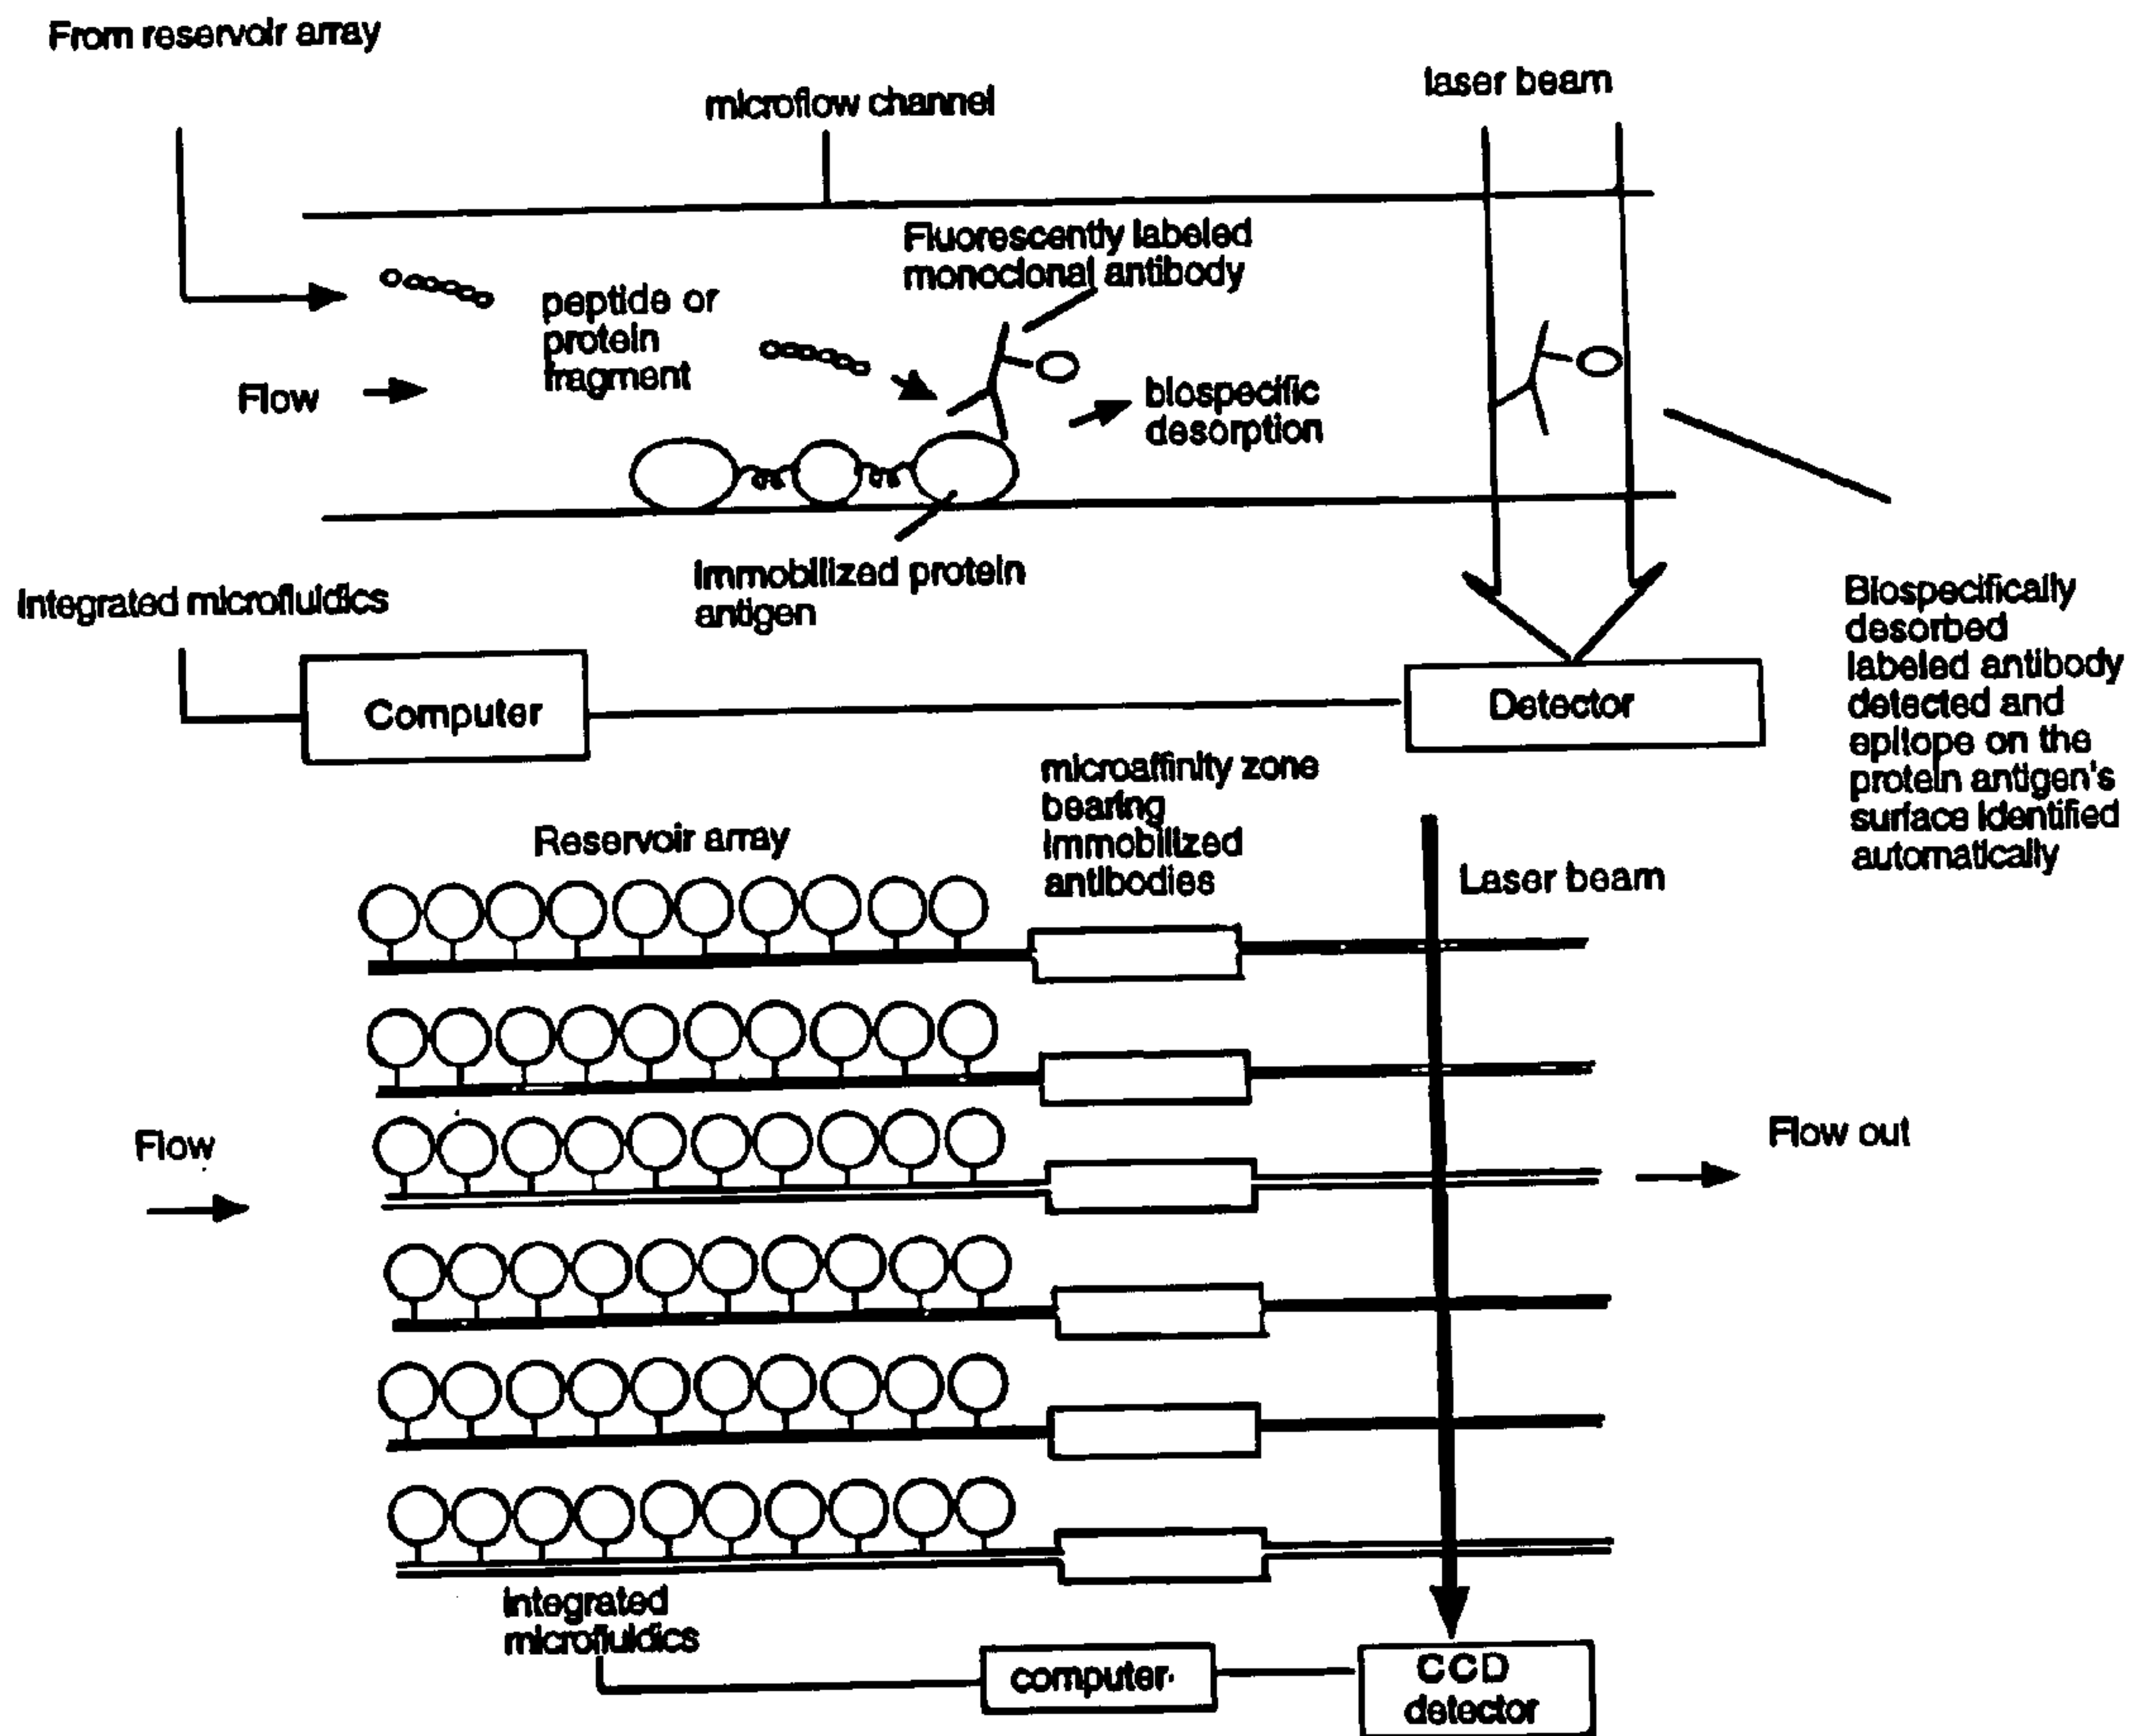 From reservoir array
microflow channel
laser beam
Fluorescently labeled
monoclonal antibody
peptide or
protein
fragment
Flow
biospecific
desorption
immobilized protein
antigen
Integrated microfluidics
Computer
Detector
Biospecifically
desorbed
labeled antibody
detected and
epitope on the
protein antigen's
surface identified
automatically
microaffinity zone
bearing
immobilized
antibodies
Reservoir array
Laser beam
Flow
Flow out
integrated
microfluidics
computer
CCD
detector